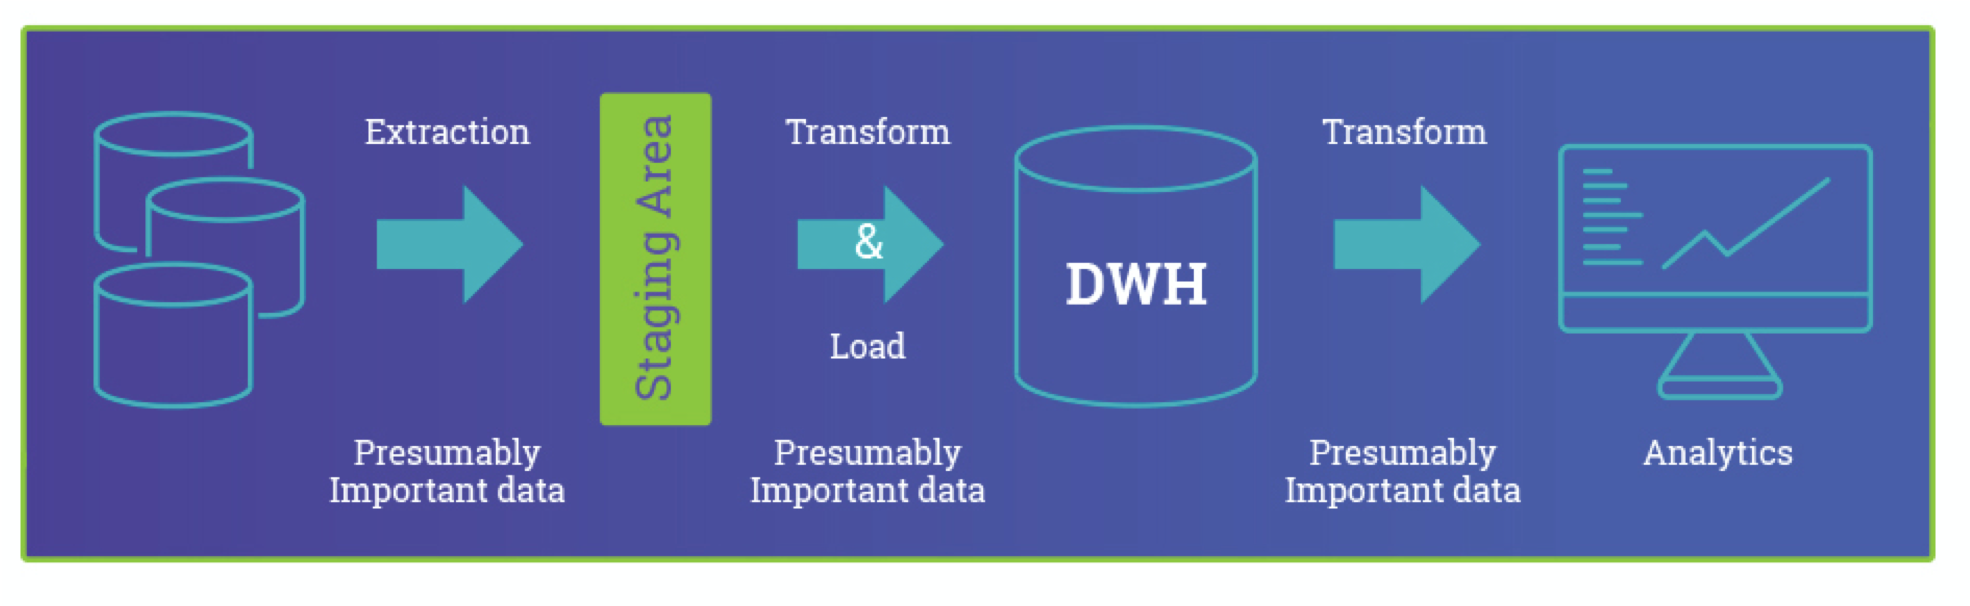 Extraction
Staging Area
Transform
&
Load
DWH
Transform
Presumably
Important data
Presumably
Important data
Presumably
Important data
Analytics